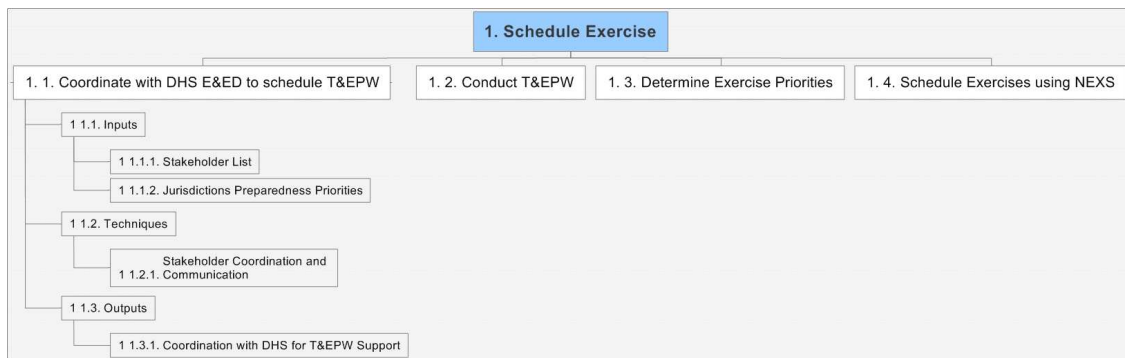 1. Schedule Exercise
1. 1. Coordinate with DHS E&ED to schedule T&EPW
1. 2. Conduct T&EPW
1. 3. Determine Exercise Priorities
1. 4. Schedule Exercises using NEXS
1 1.1. Inputs
1 1.1.1. Stakeholder List
1 1.1.2. Jurisdictions Preparedness Priorities
1 1.2. Techniques
Stakeholder Coordination and
1 1.2.1. Communication
1 1.3. Outputs
1 1.3.1. Coordination with DHS for T&EPW Support